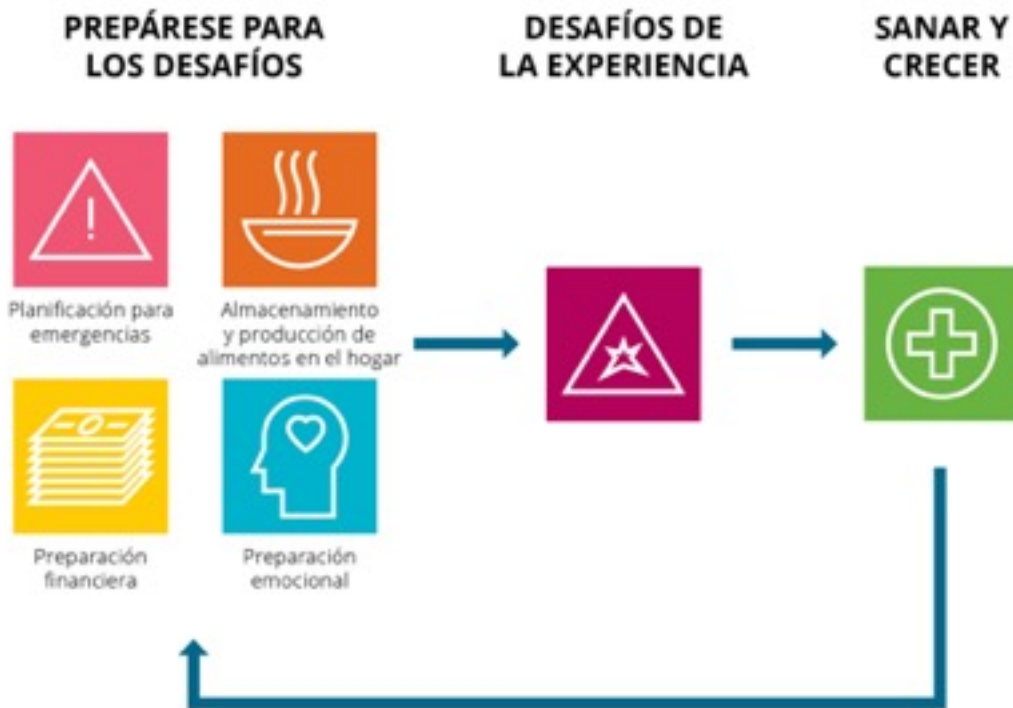 PREPÁRESE PARA
LOS DESAFÍOS
DESAFÍOS DE
LA EXPERIENCIA
SANAR Y
CRECER
!
Planificación para
emergencias
Almacenamiento
y producción de
alimentos en el hogar
Preparación
financiera
Preparación
emocional